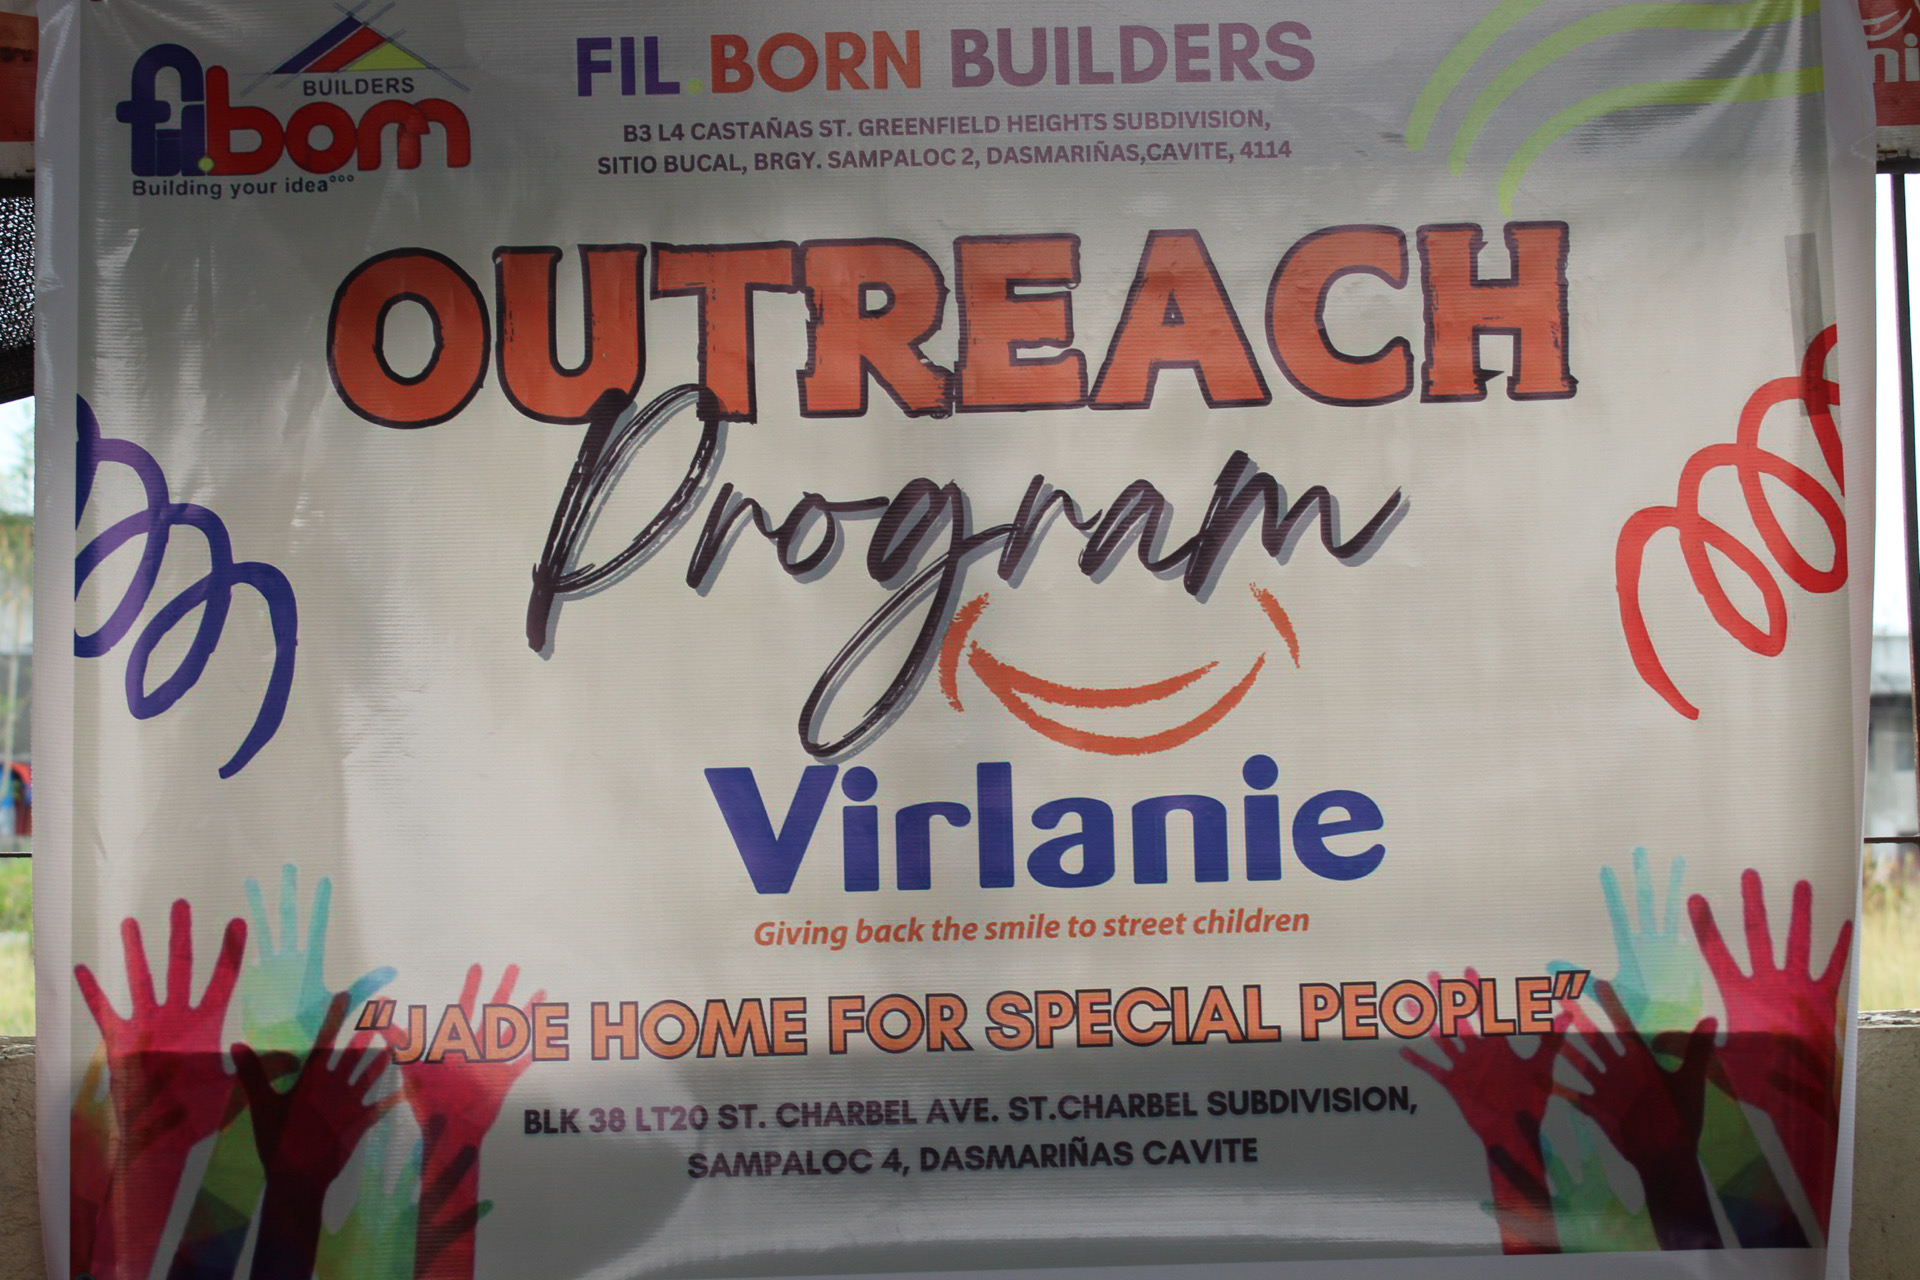 BUILDERS
fil.born
Building your idea°°°
FIL.BORN BUILDERS
B3 L4 CASTAÑAS ST. GREENFIELD HEIGHTS SUBDIVISION,
SITIO BUCAL, BRGY. SAMPALOC 2, DASMARIÑAS,CAVITE, 4114
OUTREACH
Program
Virlanie
Giving back the smile to street children
"JADE HOME FOR SPECIAL PEOPLE"
BLK 38 LT20 ST. CHARBEL AVE. ST.CHARBEL SUBDIVISION,
SAMPALOC 4, DASMARIÑAS CAVITE